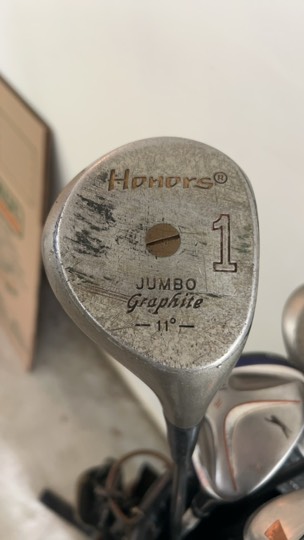 Honors®
1
JUMBO
Graphite
— 11° —